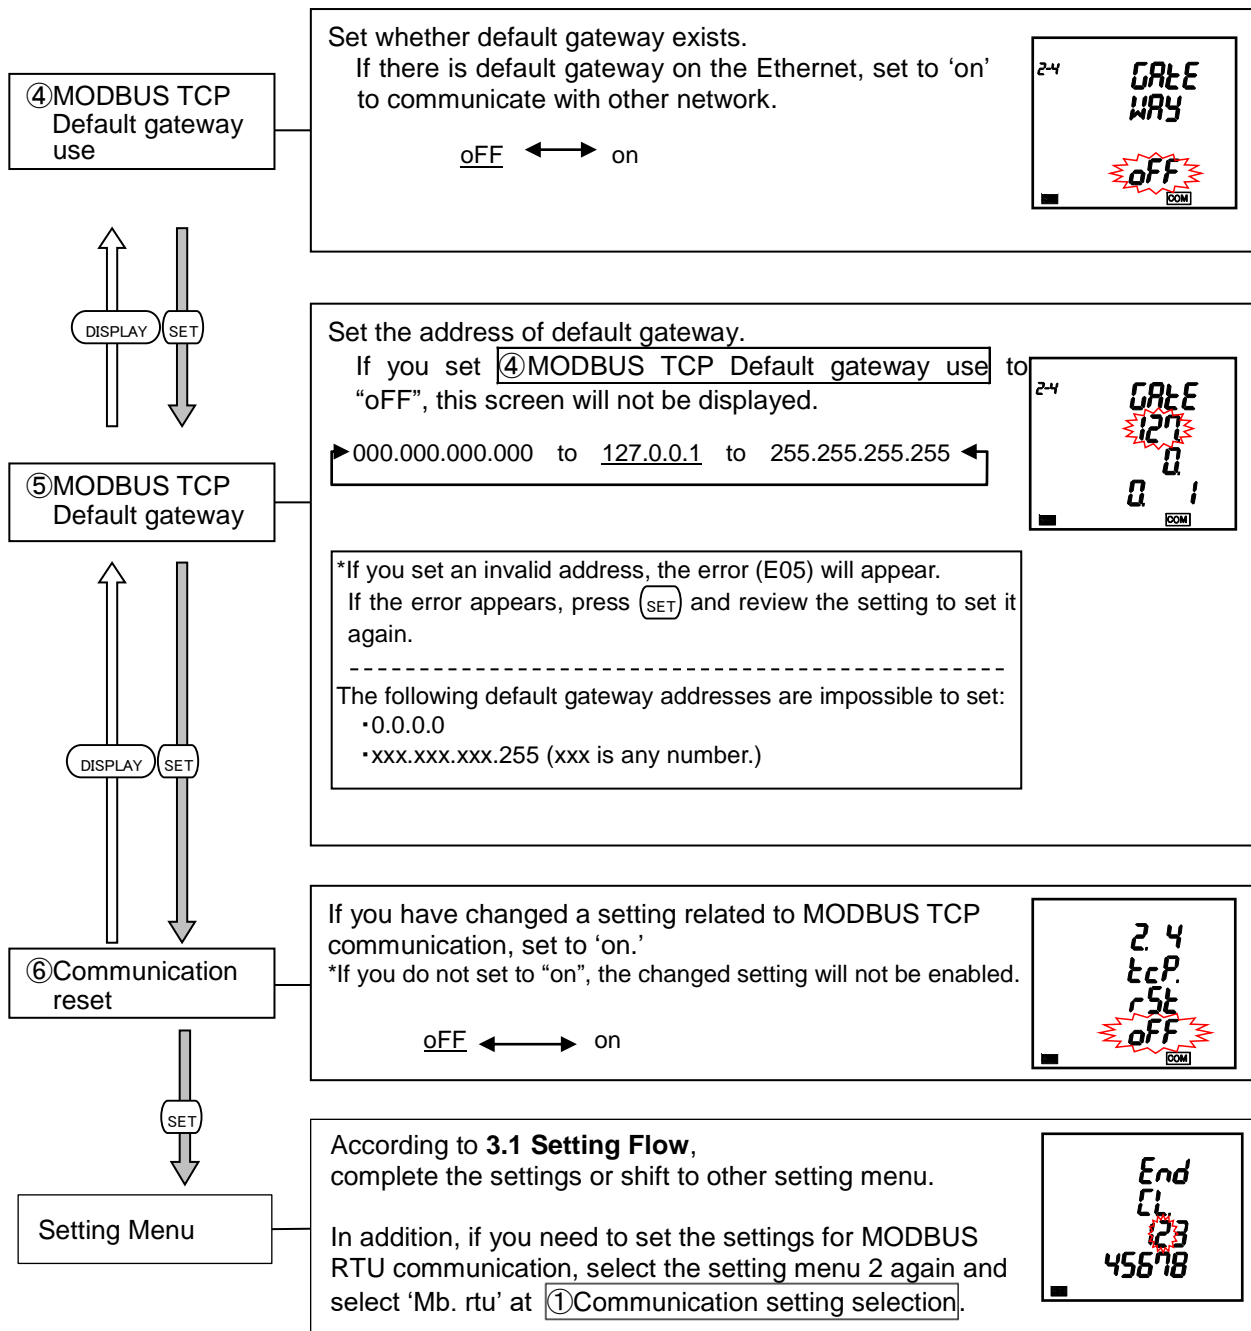 ④MODBUS TCP
Default gateway
use
Set whether default gateway exists.
If there is default gateway on the Ethernet, set to ‘on’
to communicate with other network.
oFF on
2-4
GAtE
WAY
oFF
COM
DISPLAY SET
⑤MODBUS TCP
Default gateway
Set the address of default gateway.
If you set ④MODBUS TCP Default gateway use to
“oFF”, this screen will not be displayed.
000.000.000.000 to 127.0.0.1 to 255.255.255.255
*If you set an invalid address, the error (E05) will appear.
If the error appears, press SET and review the setting to set it
again.
The following default gateway addresses are impossible to set:
・0.0.0.0
・xxx.xxx.xxx.255 (xxx is any number.)
2-4
GAtE
127.
0.
0. 1
COM
DISPLAY SET
⑥Communication
reset
If you have changed a setting related to MODBUS TCP
communication, set to ‘on.’
*If you do not set to “on”, the changed setting will not be enabled.
oFF on
2. 4
tcP.
rSt
oFF
COM
SET
Setting Menu
According to 3.1 Setting Flow,
complete the settings or shift to other setting menu.
In addition, if you need to set the settings for MODBUS
RTU communication, select the setting menu 2 again and
select ‘Mb. rtu’ at ①Communication setting selection.
End
CL.
1.23
45678